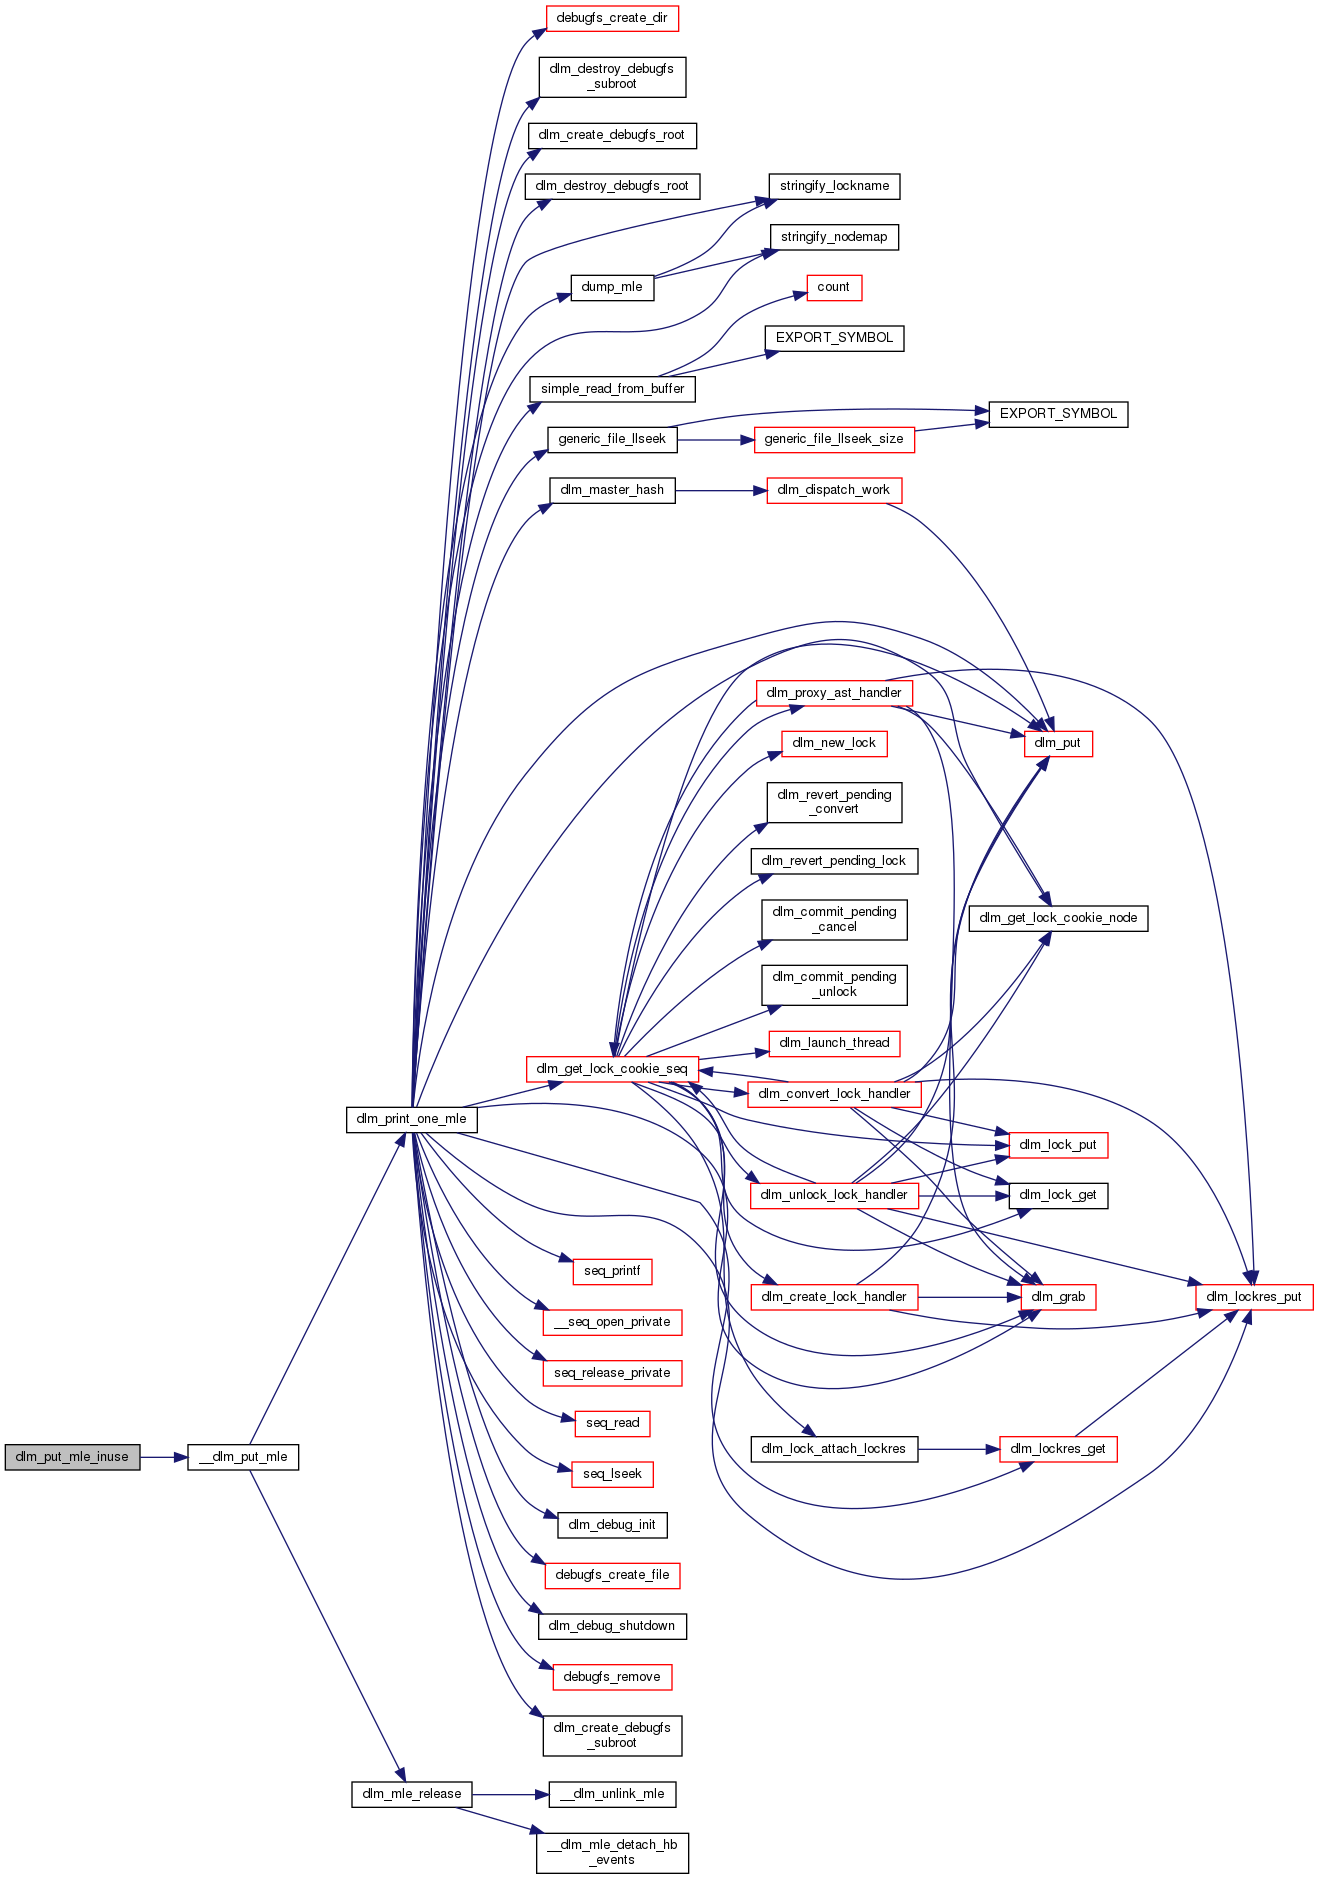 debugfs_create_dir
dlm_destroy_debugfs
_subroot
dlm_create_debugfs_root
dlm_destroy_debugfs_root
stringify_lockname
stringify_nodemap
dump_mle
count
EXPORT_SYMBOL
simple_read_from_buffer
EXPORT_SYMBOL
generic_file_llseek
generic_file_llseek_size
dlm_master_hash
dlm_dispatch_work
dlm_proxy_ast_handler
dlm_new_lock
dlm_put
dlm_revert_pending
_convert
dlm_revert_pending_lock
dlm_commit_pending
_cancel
dlm_get_lock_cookie_node
dlm_commit_pending
_unlock
dlm_launch_thread
dlm_get_lock_cookie_seq
dlm_convert_lock_handler
dlm_print_one_mle
dlm_lock_put
dlm_unlock_lock_handler
dlm_lock_get
seq_printf
dlm_create_lock_handler
dlm_grab
dlm_lockres_put
__seq_open_private
seq_release_private
seq_read
dlm_put_mle_inuse
__dlm_put_mle
dlm_lock_attach_lockres
dlm_lockres_get
seq_lseek
dlm_debug_init
debugfs_create_file
dlm_debug_shutdown
debugfs_remove
dlm_create_debugfs
_subroot
dlm_mle_release
__dlm_unlink_mle
__dlm_mle_detach_hb
_events